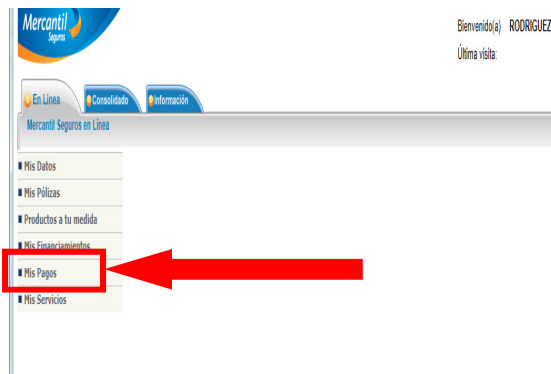 Mercantil
Seguros
Bienvenido(a) RODRIGUEZ
Última visita:
En Línea
Consolidado
Información
Mercantil Seguros en Línea
Mis Datos
Mis Pólizas
Productos a tu medida
Mis Financiamientos
Mis Pagos
Mis Servicios